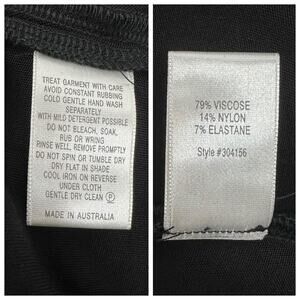 TREAT GARMENT WITH CARE
AVOID CONSTANT RUBBING
COLD GENTLE HAND WASH
SEPARATELY
WITH MILD DETERGENT POSSIBLE
DO NOT BLEACH, SOAK,
RUB OR WRING
RINSE WELL, REMOVE PROMPTLY
DO NOT SPIN OR TUMBLE DRY
DRY FLAT IN SHADE
COOL IRON ON REVERSE
UNDER CLOTH
GENTLE DRY CLEAN Ⓟ
MADE IN AUSTRALIA
79% VISCOSE
14% NYLON
7% ELASTANE
Style #304156